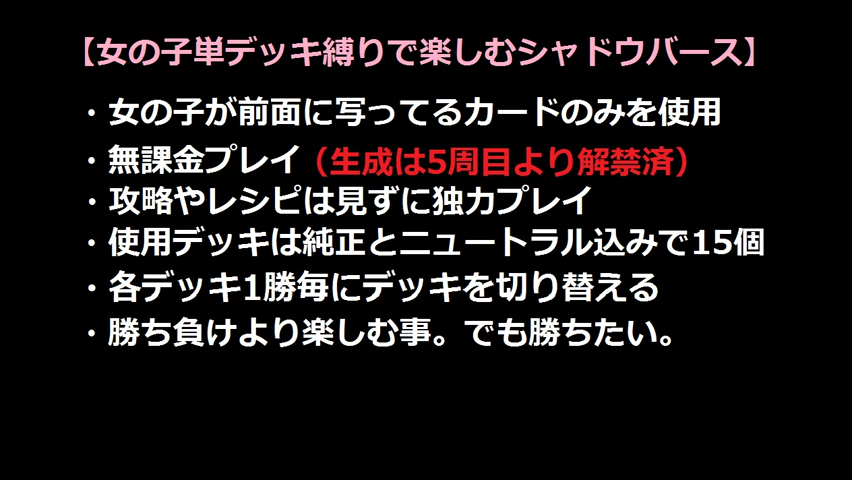 【女の子単デッキ縛りで楽しむシャドウバース】
・女の子が前面に写ってるカードのみを使用
・無課金プレイ（生成は5周目より解禁済）
・攻略やレシピは見ずに独力プレイ
・使用デッキは純正とニュートラル込みで15個
・各デッキ1勝毎にデッキを切り替える
・勝ち負けより楽しむ事。でも勝ちたい。